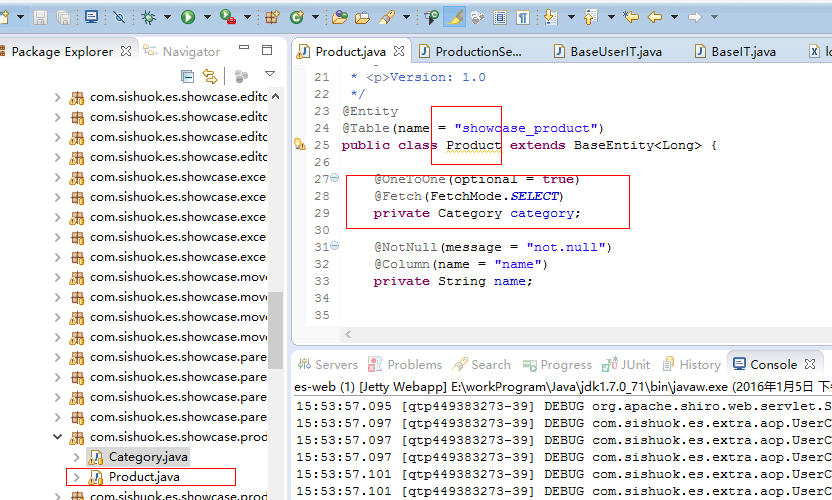 Package Explorer
Navigator
com.sishuok.es.showcase.edito
com.sishuok.es.showcase.edito
com.sishuok.es.showcase.edito
com.sishuok.es.showcase.edito
com.sishuok.es.showcase.exce
com.sishuok.es.showcase.exce
com.sishuok.es.showcase.exce
com.sishuok.es.showcase.exce
com.sishuok.es.showcase.exce
com.sishuok.es.showcase.move
com.sishuok.es.showcase.move
com.sishuok.es.showcase.move
com.sishuok.es.showcase.move
com.sishuok.es.showcase.pare
com.sishuok.es.showcase.pare
com.sishuok.es.showcase.pare
com.sishuok.es.showcase.pare
com.sishuok.es.showcase.prod
Category.java
Product.java
com.sishuok.es.showcase.prod
Product.java
ProductionSe...
BaseUserIT.java
BaseIT.java
21 * <p>Version: 1.0
22 */
23 @Entity
24 @Table(name = "showcase_product")
25 public class Product extends BaseEntity<Long> {
26
27 @OneToOne(optional = true)
28 @Fetch(FetchMode.SELECT)
29 private Category category;
30
31 @NotNull(message = "not.null")
32 @Column(name = "name")
33 private String name;
34
35
Servers
Problems
Search
Progress
JUnit
History
Console
es-web (1) [Jetty Webapp] E:\workProgram\Java\jdk1.7.0_71\bin\javaw.exe (2016年1月5日 下
15:53:57.095 [qtp449383273-39] DEBUG org.apache.shiro.web.servlet.S
15:53:57.097 [qtp449383273-39] DEBUG com.sishuok.es.extra.aop.UserC
15:53:57.097 [qtp449383273-39] DEBUG com.sishuok.es.extra.aop.UserC
15:53:57.097 [qtp449383273-39] DEBUG com.sishuok.es.extra.aop.UserC
15:53:57.101 [qtp449383273-39] DEBUG com.sishuok.es.extra.aop.UserC
15:53:57.101 [qtp449383273-39] DEBUG com.sishuok.es.extra.aop.UserC